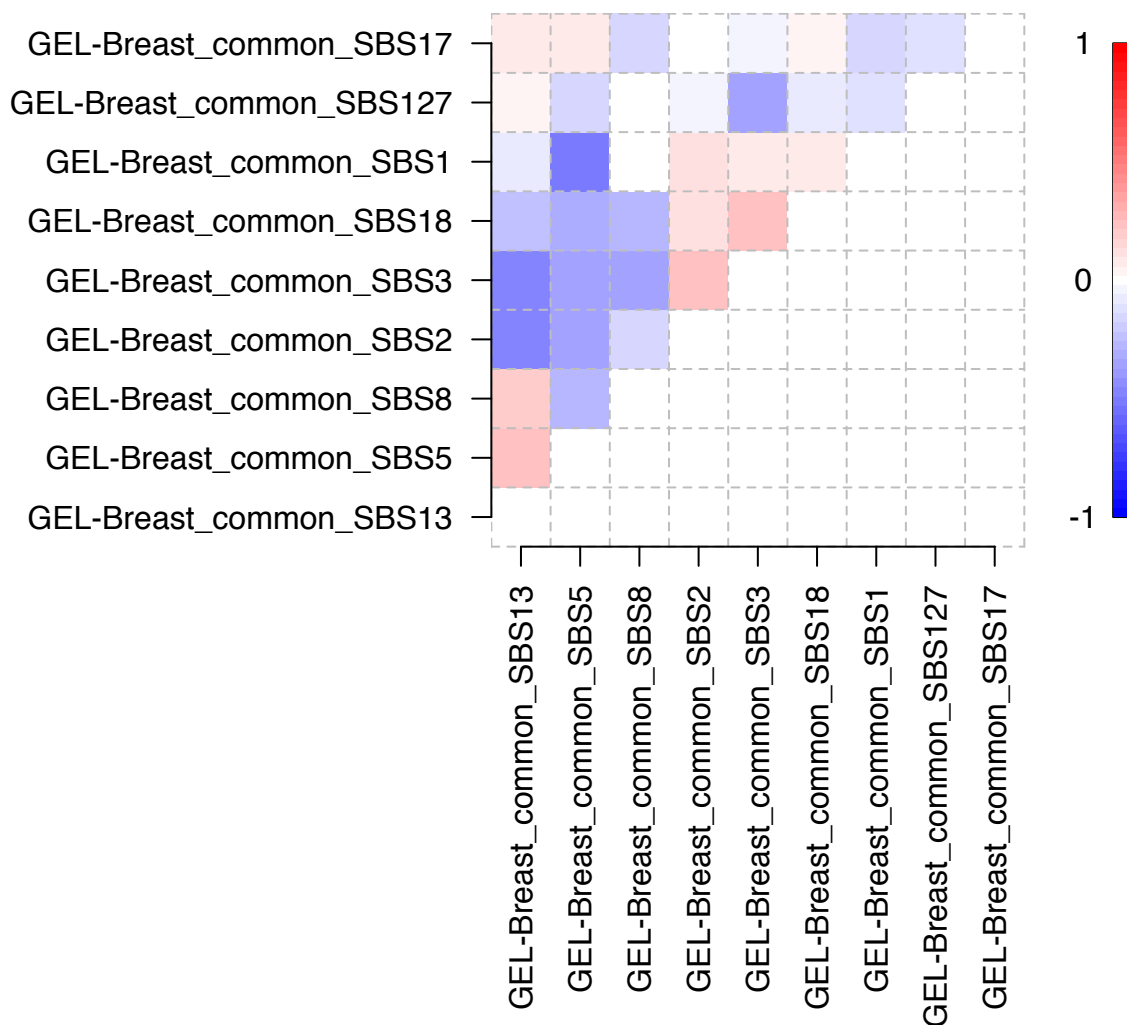 GEL-Breast_common_SBS17
GEL-Breast_common_SBS127
GEL-Breast_common_SBS1
GEL-Breast_common_SBS18
GEL-Breast_common_SBS3
GEL-Breast_common_SBS2
GEL-Breast_common_SBS8
GEL-Breast_common_SBS5
GEL-Breast_common_SBS13
1
0
-1
GEL-Breast_common_SBS13
GEL-Breast_common_SBS5
GEL-Breast_common_SBS8
GEL-Breast_common_SBS2
GEL-Breast_common_SBS3
GEL-Breast_common_SBS18
GEL-Breast_common_SBS1
GEL-Breast_common_SBS127
GEL-Breast_common_SBS17